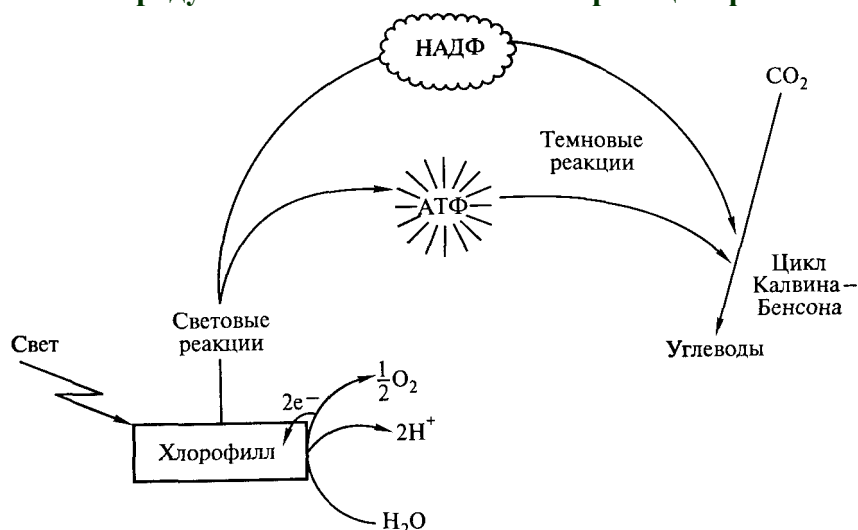 НАДФ
CO₂
Темновые
реакции
АТФ
Цикл
Калвина–
Бенсона
Световые
реакции
Свет
Углеводы
½O₂
2e⁻
2H⁺
Хлорофилл
H₂O